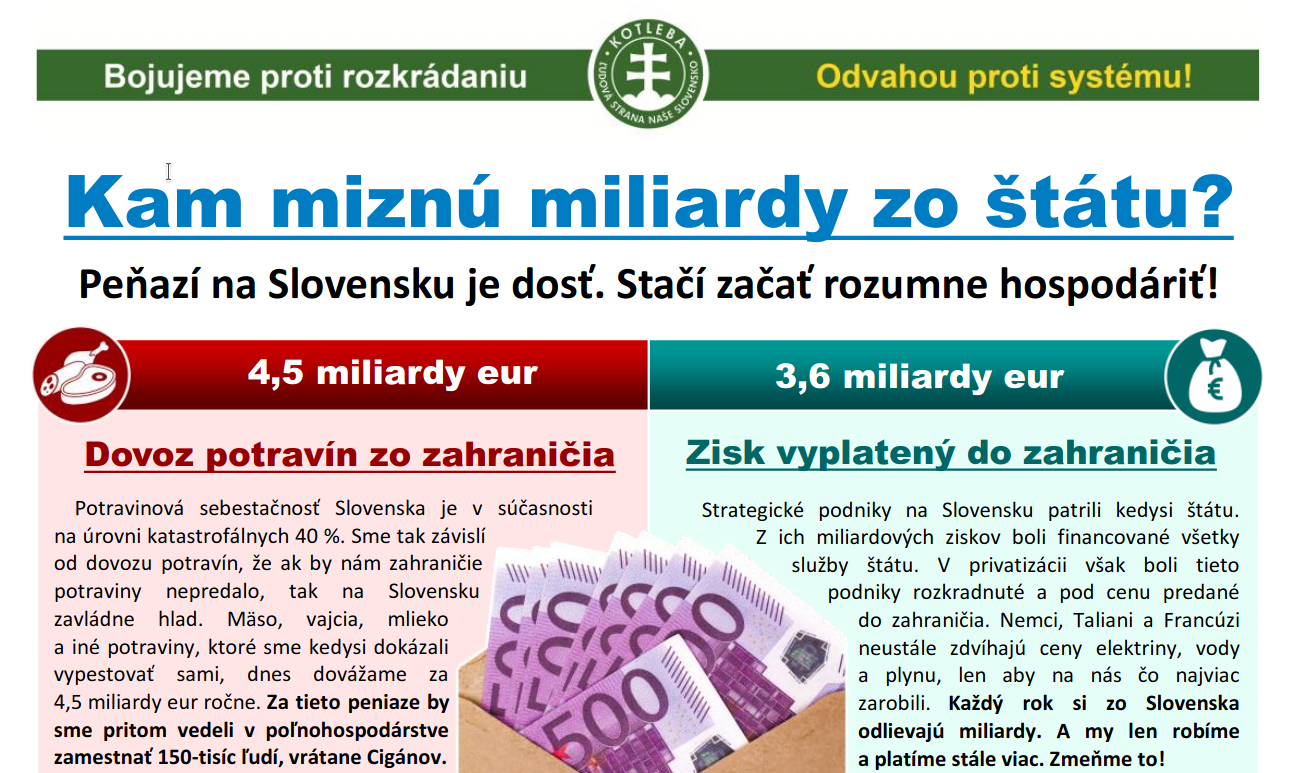 Bojujeme proti rozkrádaniu
KOTLEBA
ĽUDOVÁ STRANA NAŠE SLOVENSKO
Odvahou proti systému!
Kam miznú miliardy zo štátu?
Peňazí na Slovensku je dosť. Stačí začať rozumne hospodáriť!
4,5 miliardy eur
Dovoz potravín zo zahraničia
Potravinová sebestačnosť Slovenska je v súčasnosti
na úrovni katastrofálnych 40 %. Sme tak závislí
od dovozu potravín, že ak by nám zahraničie
potraviny nepredalo, tak na Slovensku
zavládne hlad. Mäso, vajcia, mlieko
a iné potraviny, ktoré sme kedysi dokázali
vypestovať sami, dnes dovážame za
4,5 miliardy eur ročne. Za tieto peniaze by
sme pritom vedeli v poľnohospodárstve
zamestnať 150-tisíc ľudí, vrátane Cigánov.
3,6 miliardy eur
€
Zisk vyplatený do zahraničia
Strategické podniky na Slovensku patrili kedysi štátu.
Z ich miliardových ziskov boli financované všetky
služby štátu. V privatizácii však boli tieto
podniky rozkradnuté a pod cenu predané
do zahraničia. Nemci, Taliani a Francúzi
neustále zdvíhajú ceny elektriny, vody
a plynu, len aby na nás čo najviac
zarobili. Každý rok si zo Slovenska
odlievajú miliardy. A my len robíme
a platíme stále viac. Zmeňme to!
500